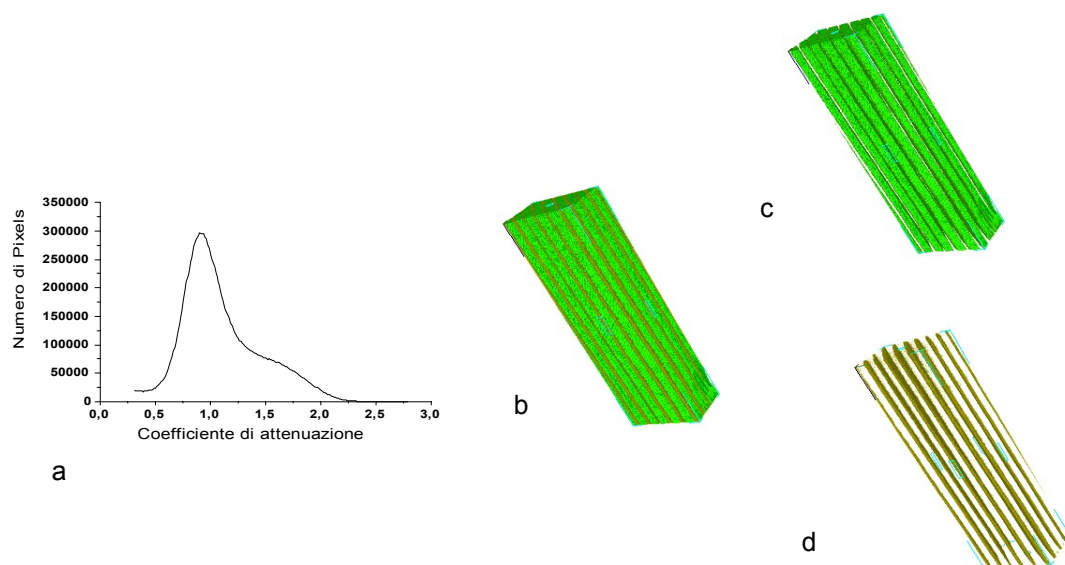 350000
300000
250000
200000
150000
100000
50000
0
Numero di Pixels
0,0 0,5 1,0 1,5 2,0 2,5 3,0
Coefficiente di attenuazione
a
b
c
d